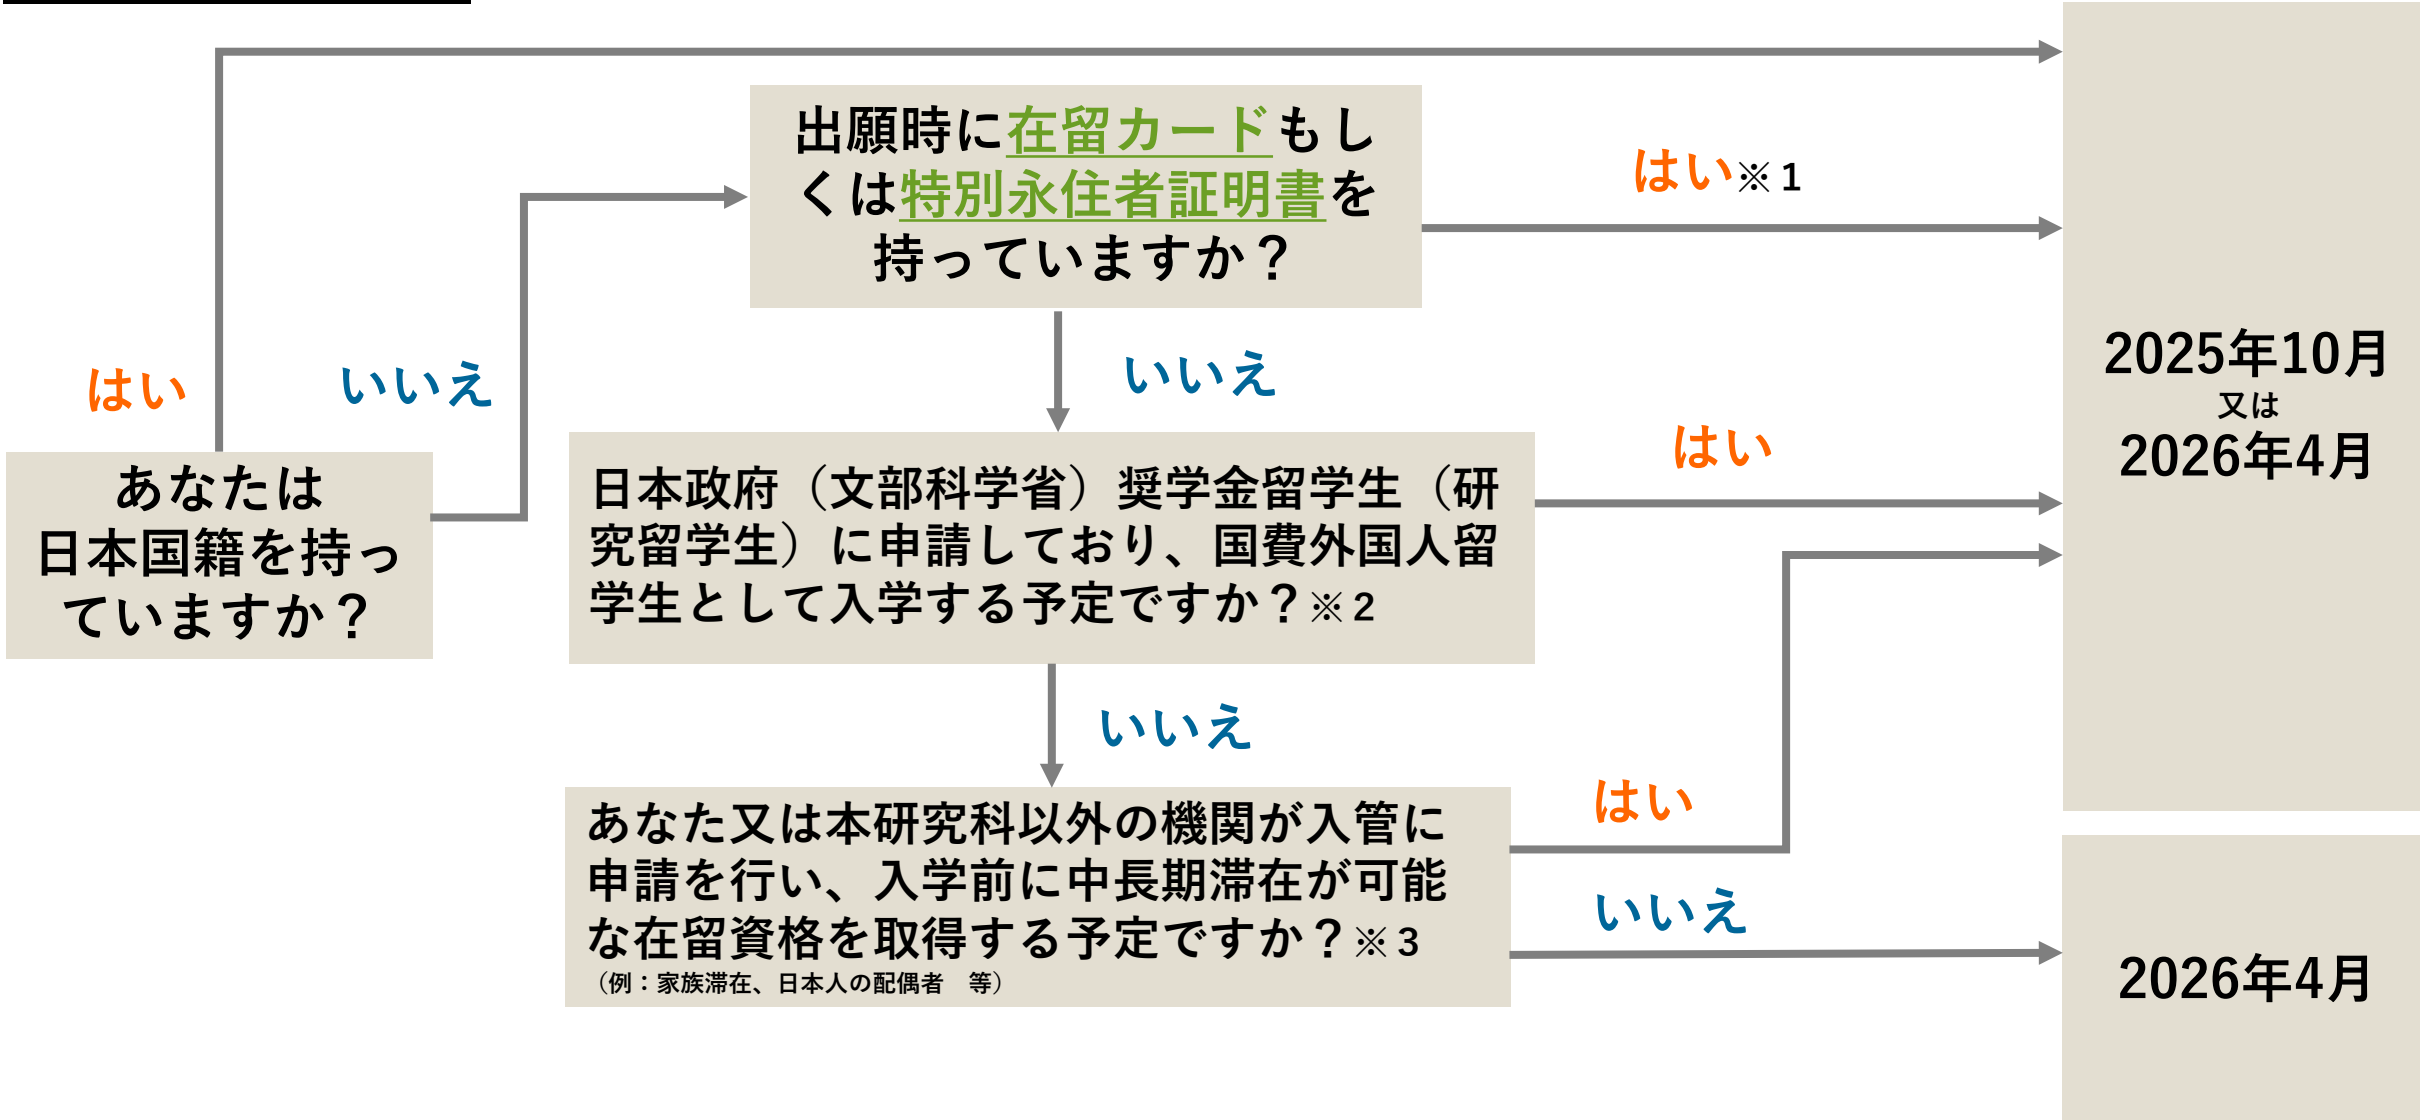 出願時に在留カードもし
くは特別永住者証明書を
持っていますか？
はい※1
2025年10月
又は
2026年4月
はい
いいえ
いいえ
はい
あなたは
日本国籍を持っ
ていますか？
日本政府（文部科学省）奨学金留学生（研
究留学生）に申請しており、国費外国人留
学生として入学する予定ですか？※2
いいえ
はい
あなた又は本研究科以外の機関が入管に
申請を行い、入学前に中長期滞在が可能
な在留資格を取得する予定ですか？※3
（例：家族滞在、日本人の配偶者　等）
いいえ
2026年4月